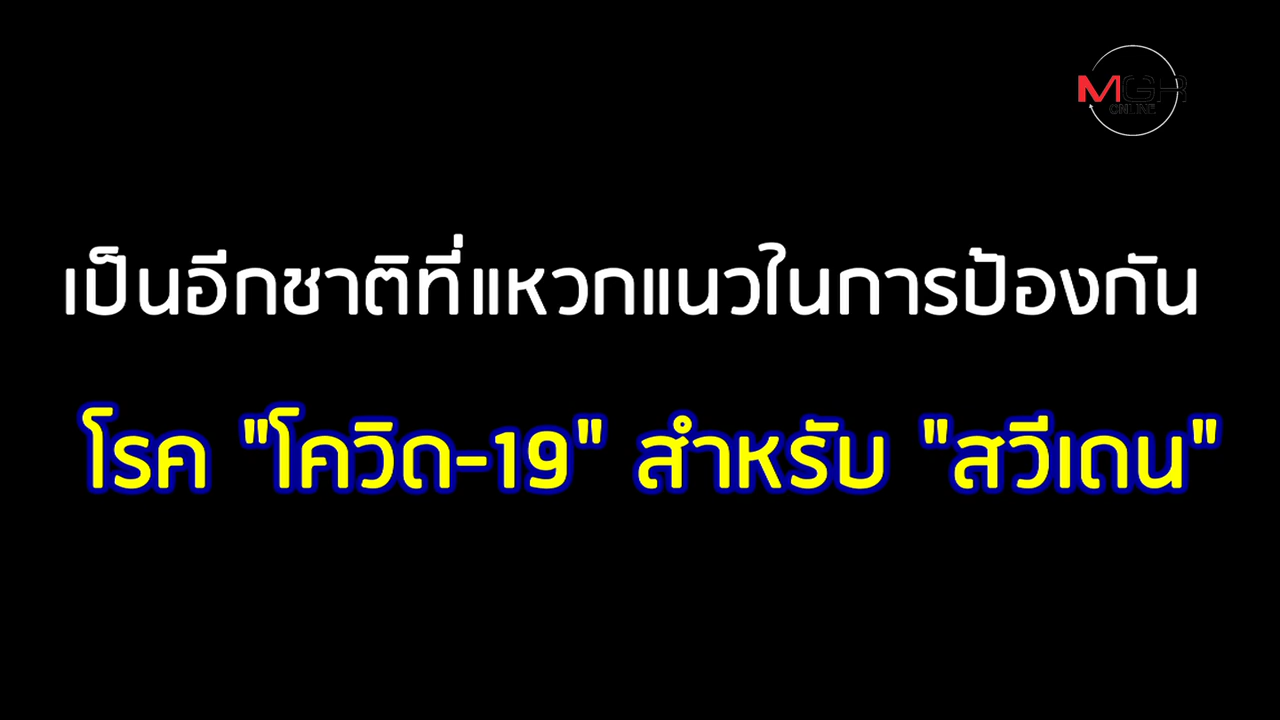 MGR
ONLINE
เป็นอีกชาติที่แหวกแนวในการป้องกัน
โรค "โควิด-19" สำหรับ "สวีเดน"